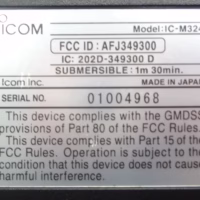 ICOM Model:IC-M324
FCC ID : AFJ349300
IC: 202D-349300 D
SUBMERSIBLE : 1m 30min.
Icom Inc. MADE IN JAPAN
SERIAL NO. 01004968
This device complies with the GMDSS
provisions of Part 80 of the FCC Rules.
This device complies with Part 15 of the
FCC Rules. Operation is subject to the
condition that this device does not cause
harmful interference.